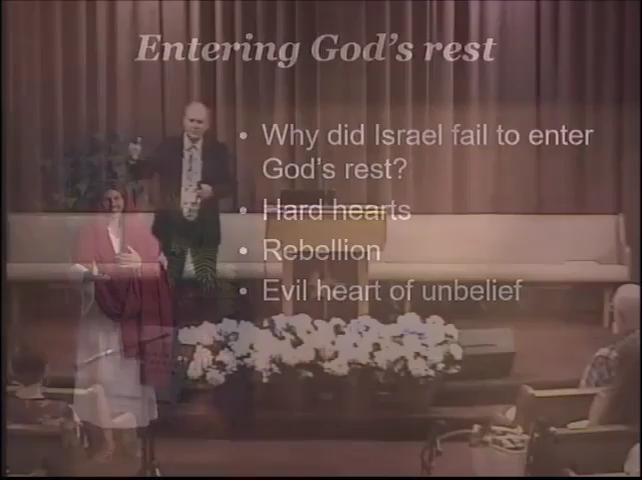 Entering God's rest
• Why did Israel fail to enter
God's rest?
• Hard hearts
• Rebellion
• Evil heart of unbelief